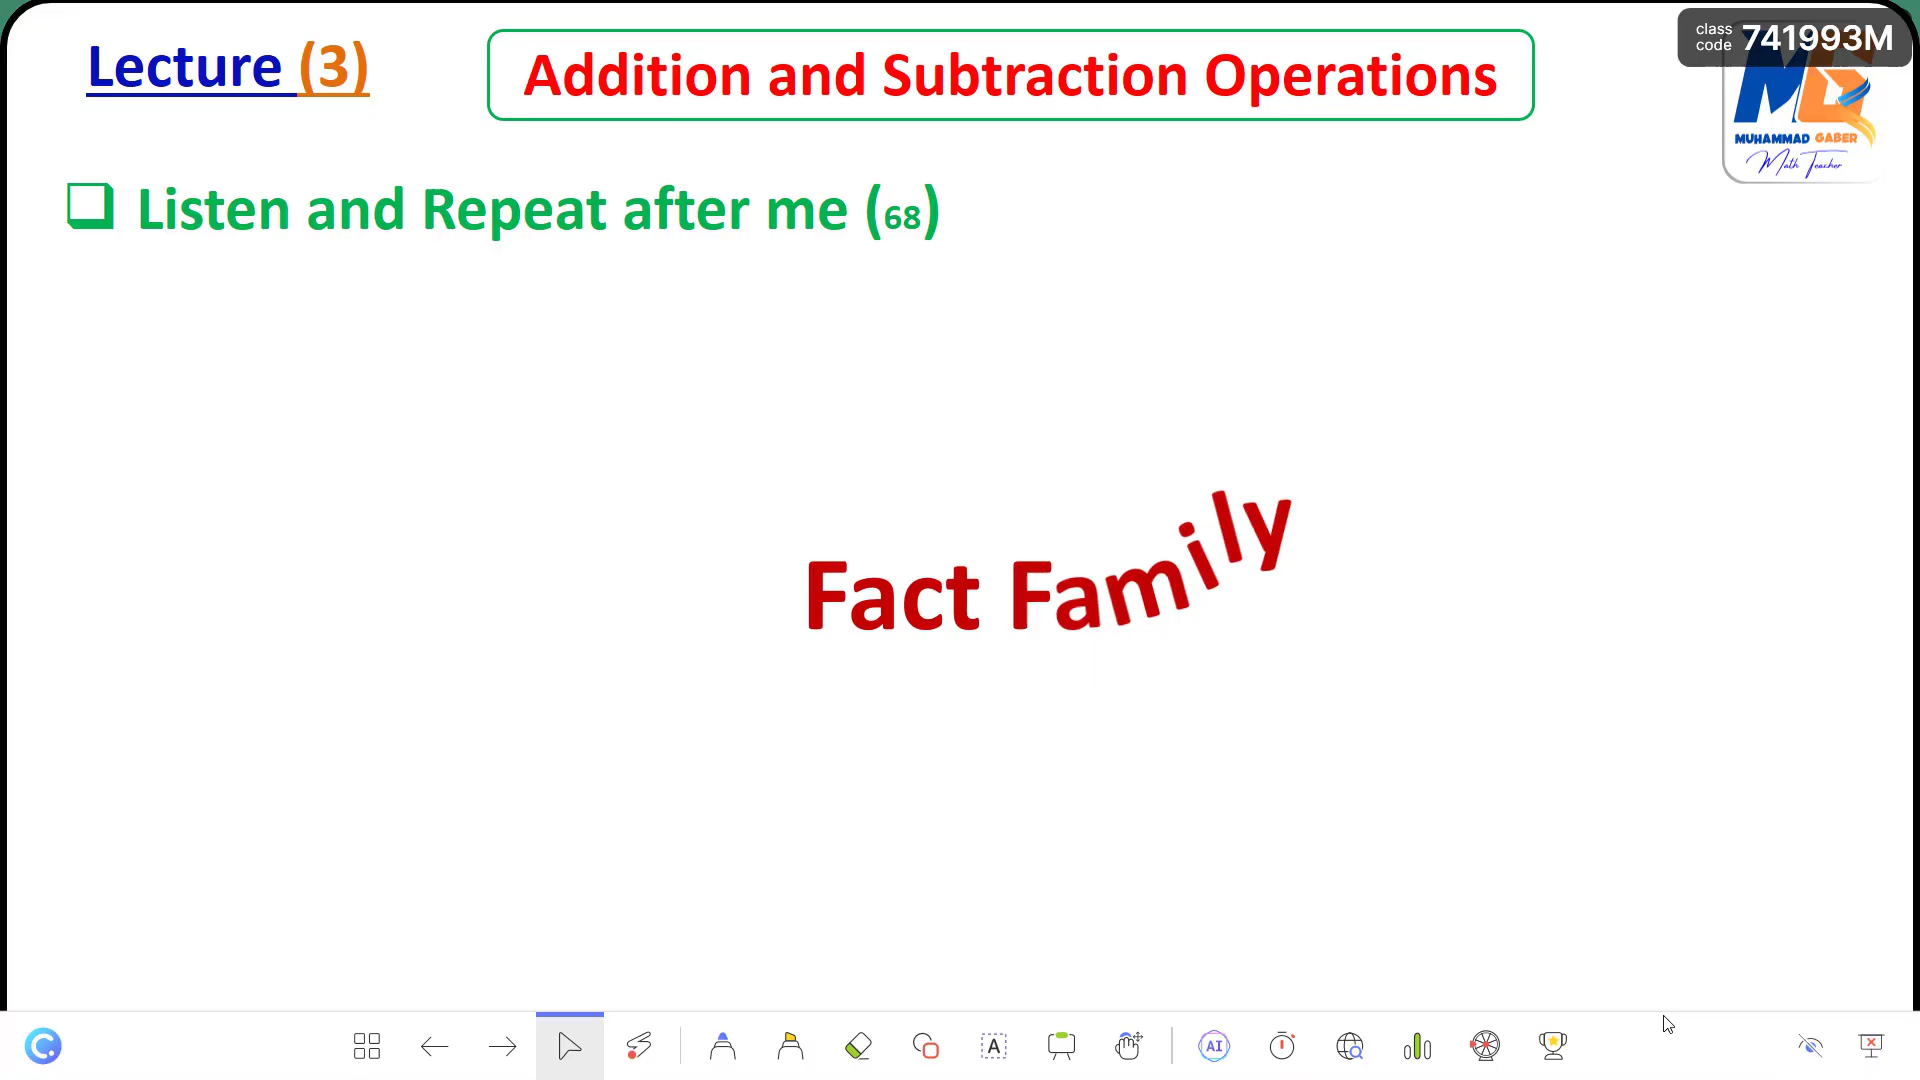 Lecture (3)
Addition and Subtraction Operations
class code 741993M
MUHAMMAD GABER
Math Teacher
Listen and Repeat after me (68)
Fact Family
A
AI